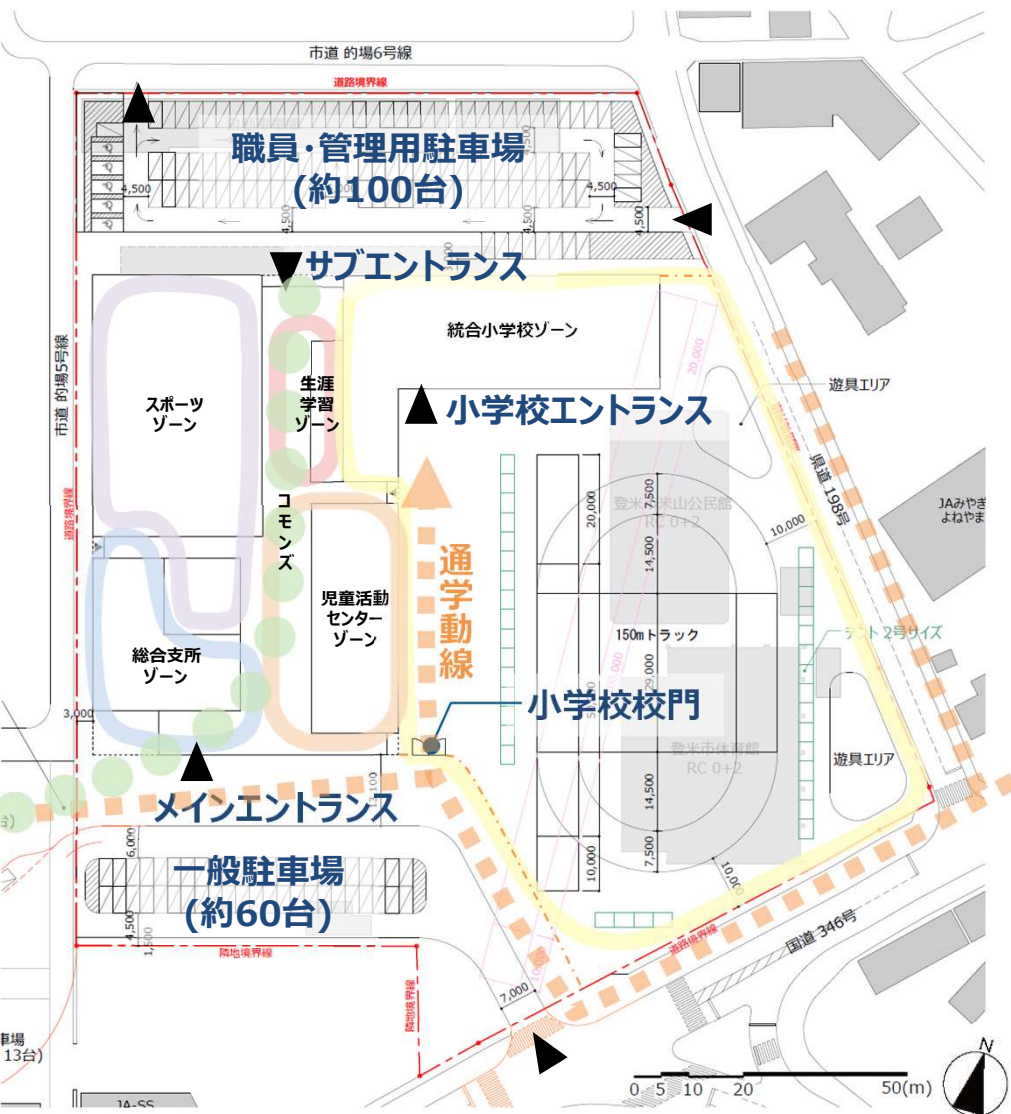 市道 的場6号線
道路境界線
職員・管理用駐車場
(約100台)
4,500
4,500
4,500
4,500
4,500
4,500
サブエントランス
統合小学校ゾーン
20,000
遊具エリア
市道 的場5号線
道路境界線
スポーツ
ゾーン
生涯
学習
ゾーン
小学校エントランス
コモンズ
県道 198号
JAみやぎ
よねやま
20,000
7,500
米山公民館
RC 0+2
10,000
14,500
通学動線
児童活動
センター
ゾーン
150mトラック
テント 2号サイズ
総合支所
ゾーン
29,000
3,000
小学校校門
登米市体育館
RC 0+2
遊具エリア
メインエントランス
14,500
6,000
一般駐車場
(約60台)
10,000
7,500
10,000
4,500
1,500
隣地境界線
道路境界線
国道 346号
10,000
7,000
隣地境界線
車場
13台)
JA-SS
N
0 5 10 20 50(m)